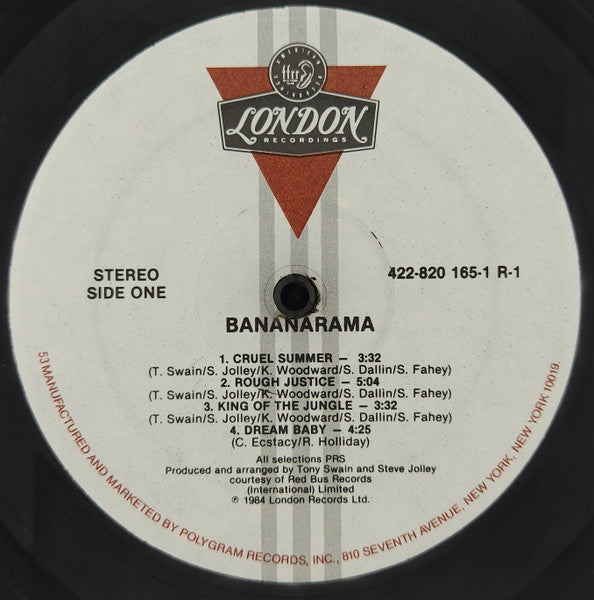 AMERICAN
ffrr
LONDON
RECORDINGS
STEREO
SIDE ONE
422-820 165-1 R-1
BANANARAMA
1. CRUEL SUMMER — 3:32
(T. Swain/S. Jolley/K. Woodward/S. Dallin/S. Fahey)
2. ROUGH JUSTICE — 5:04
(T. Swain/S. Jolley/K. Woodward/S. Dallin/S. Fahey)
3. KING OF THE JUNGLE — 3:32
(T. Swain/S. Jolley/K. Woodward/S. Dallin/S. Fahey)
4. DREAM BABY — 4:25
(C. Ecstacy/R. Holliday)
All selections PRS
Produced and arranged by Tony Swain and Steve Jolley
courtesy of Red Bus Records
(International) Limited
℗ 1984 London Records Ltd.
53 MANUFACTURED AND MARKETED BY POLYGRAM RECORDS, INC., 810 SEVENTH AVENUE, NEW YORK, NEW YORK 10019.